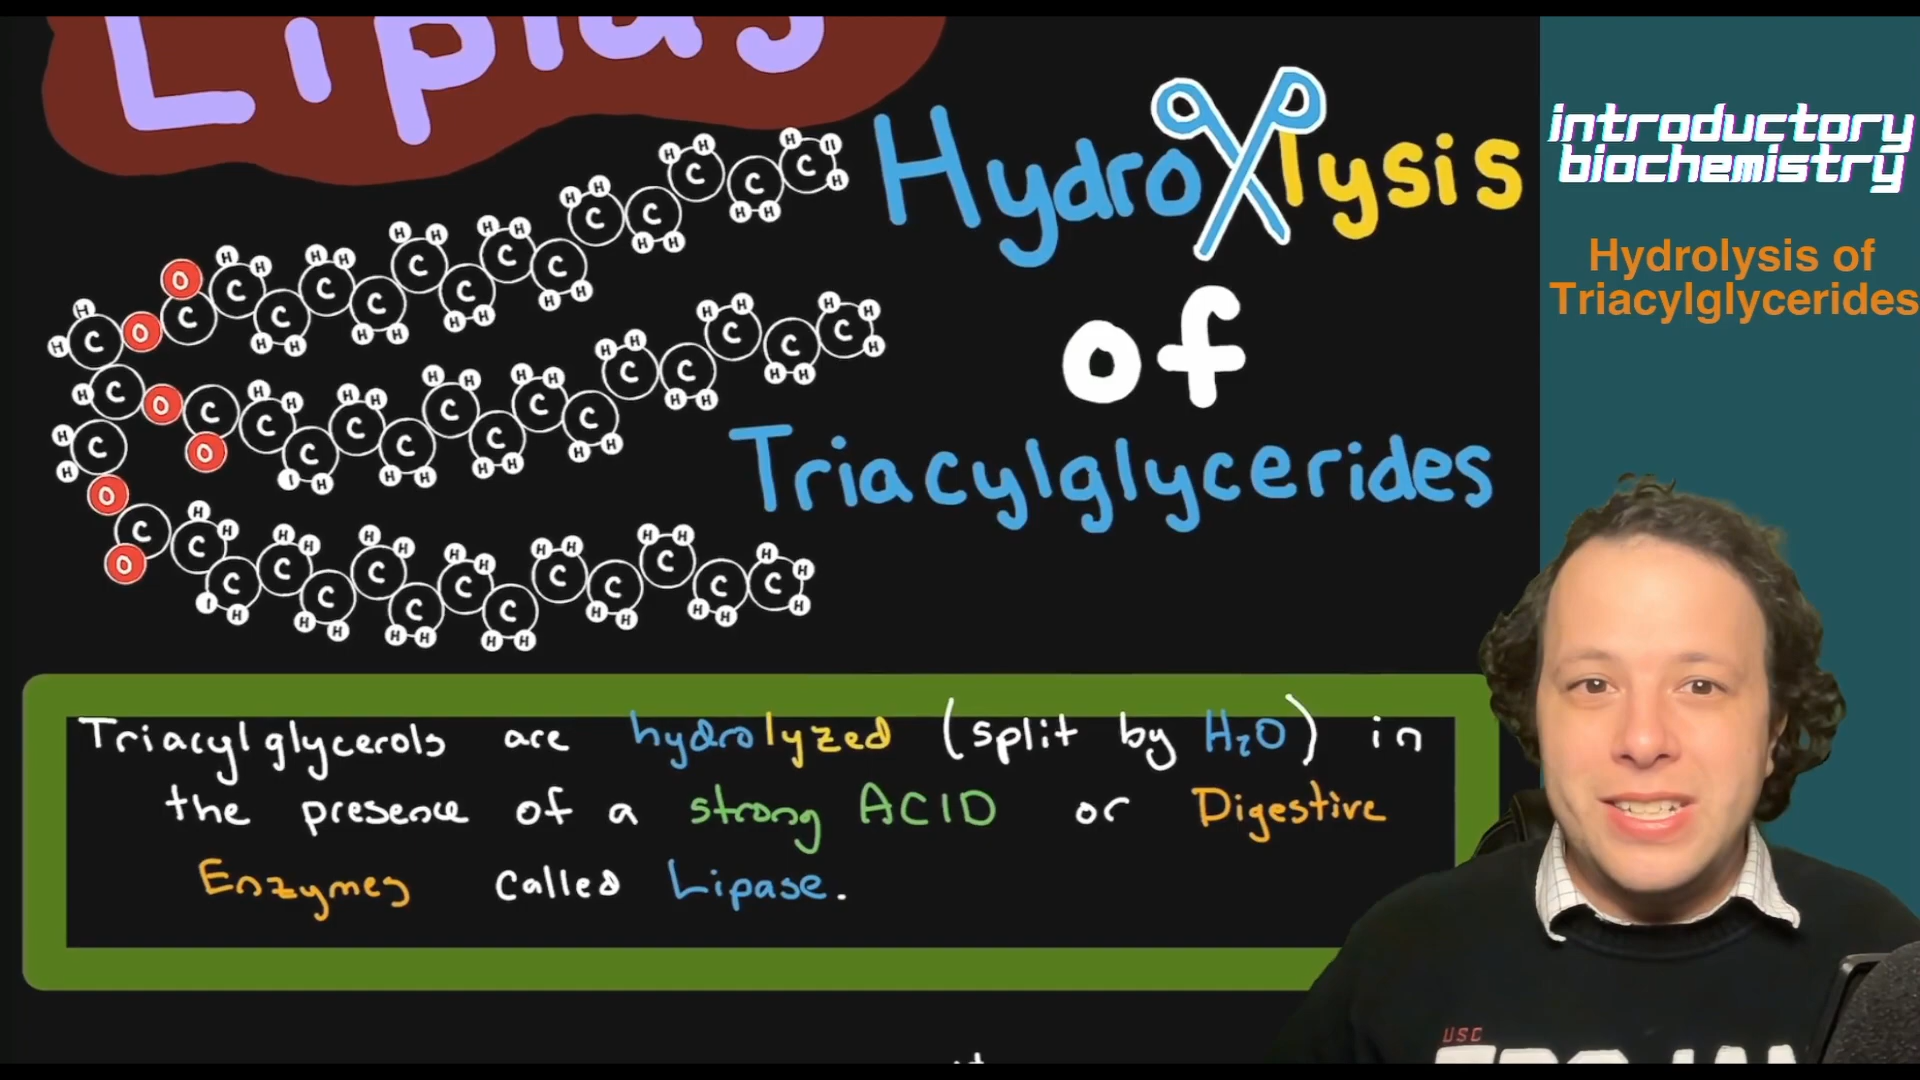 Lipids
Hydrolysis
of
Triacylglycerides
introductory
biochemistry
Hydrolysis of
Triacylglycerides
Triacylglycerols are hydrolyzed (split by H₂O) in
the presence of a strong ACID or Digestive
Enzymes called Lipase.
USC